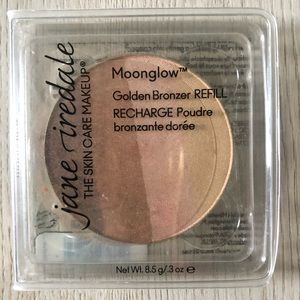 jane iredale
THE SKIN CARE MAKEUP®
Moonglow™
Golden Bronzer REFILL
RECHARGE Poudre
bronzante dorée
Net Wt. 8.5 g/.3 oz e